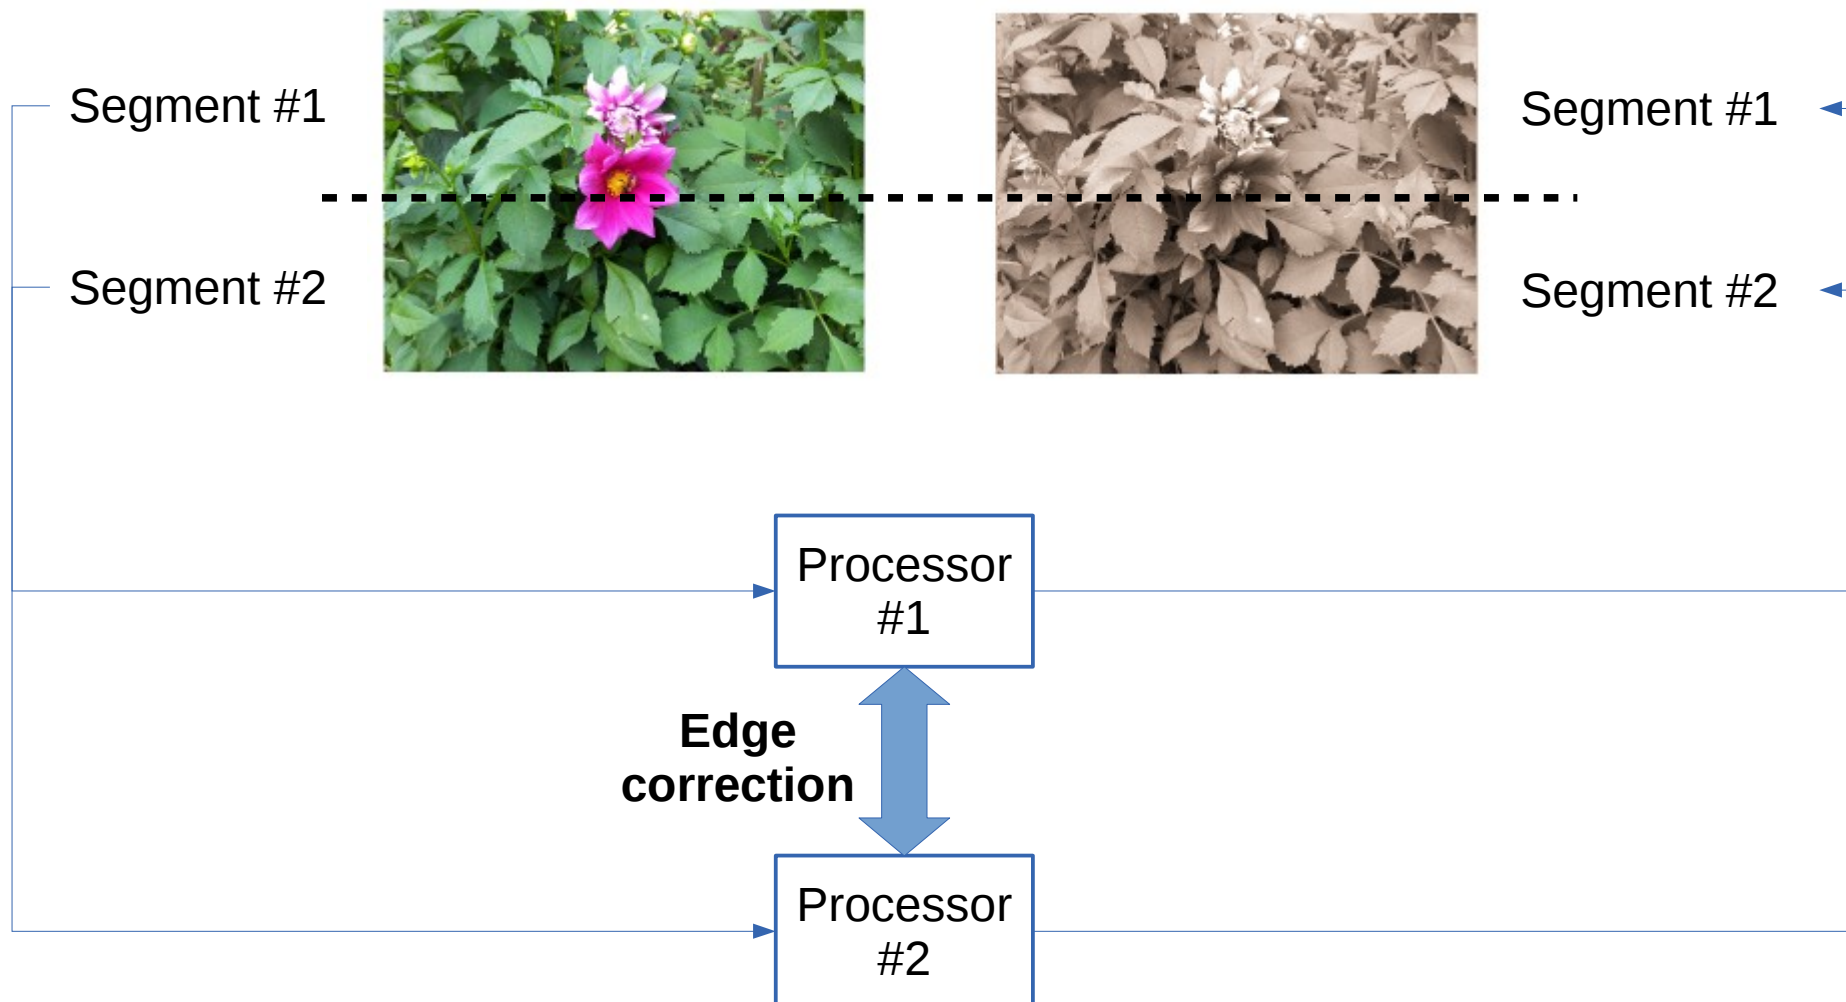 Segment #1
Segment #1
Segment #2
Segment #2
Processor
#1
Edge
correction
Processor
#2